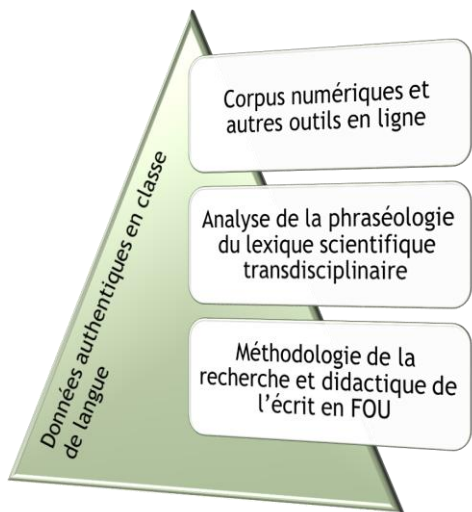 Corpus numériques et
autres outils en ligne
Analyse de la phraséologie
du lexique scientifique
transdisciplinaire
Méthodologie de la
recherche et didactique de
l'écrit en FOU
Données authentiques en classe
de langue